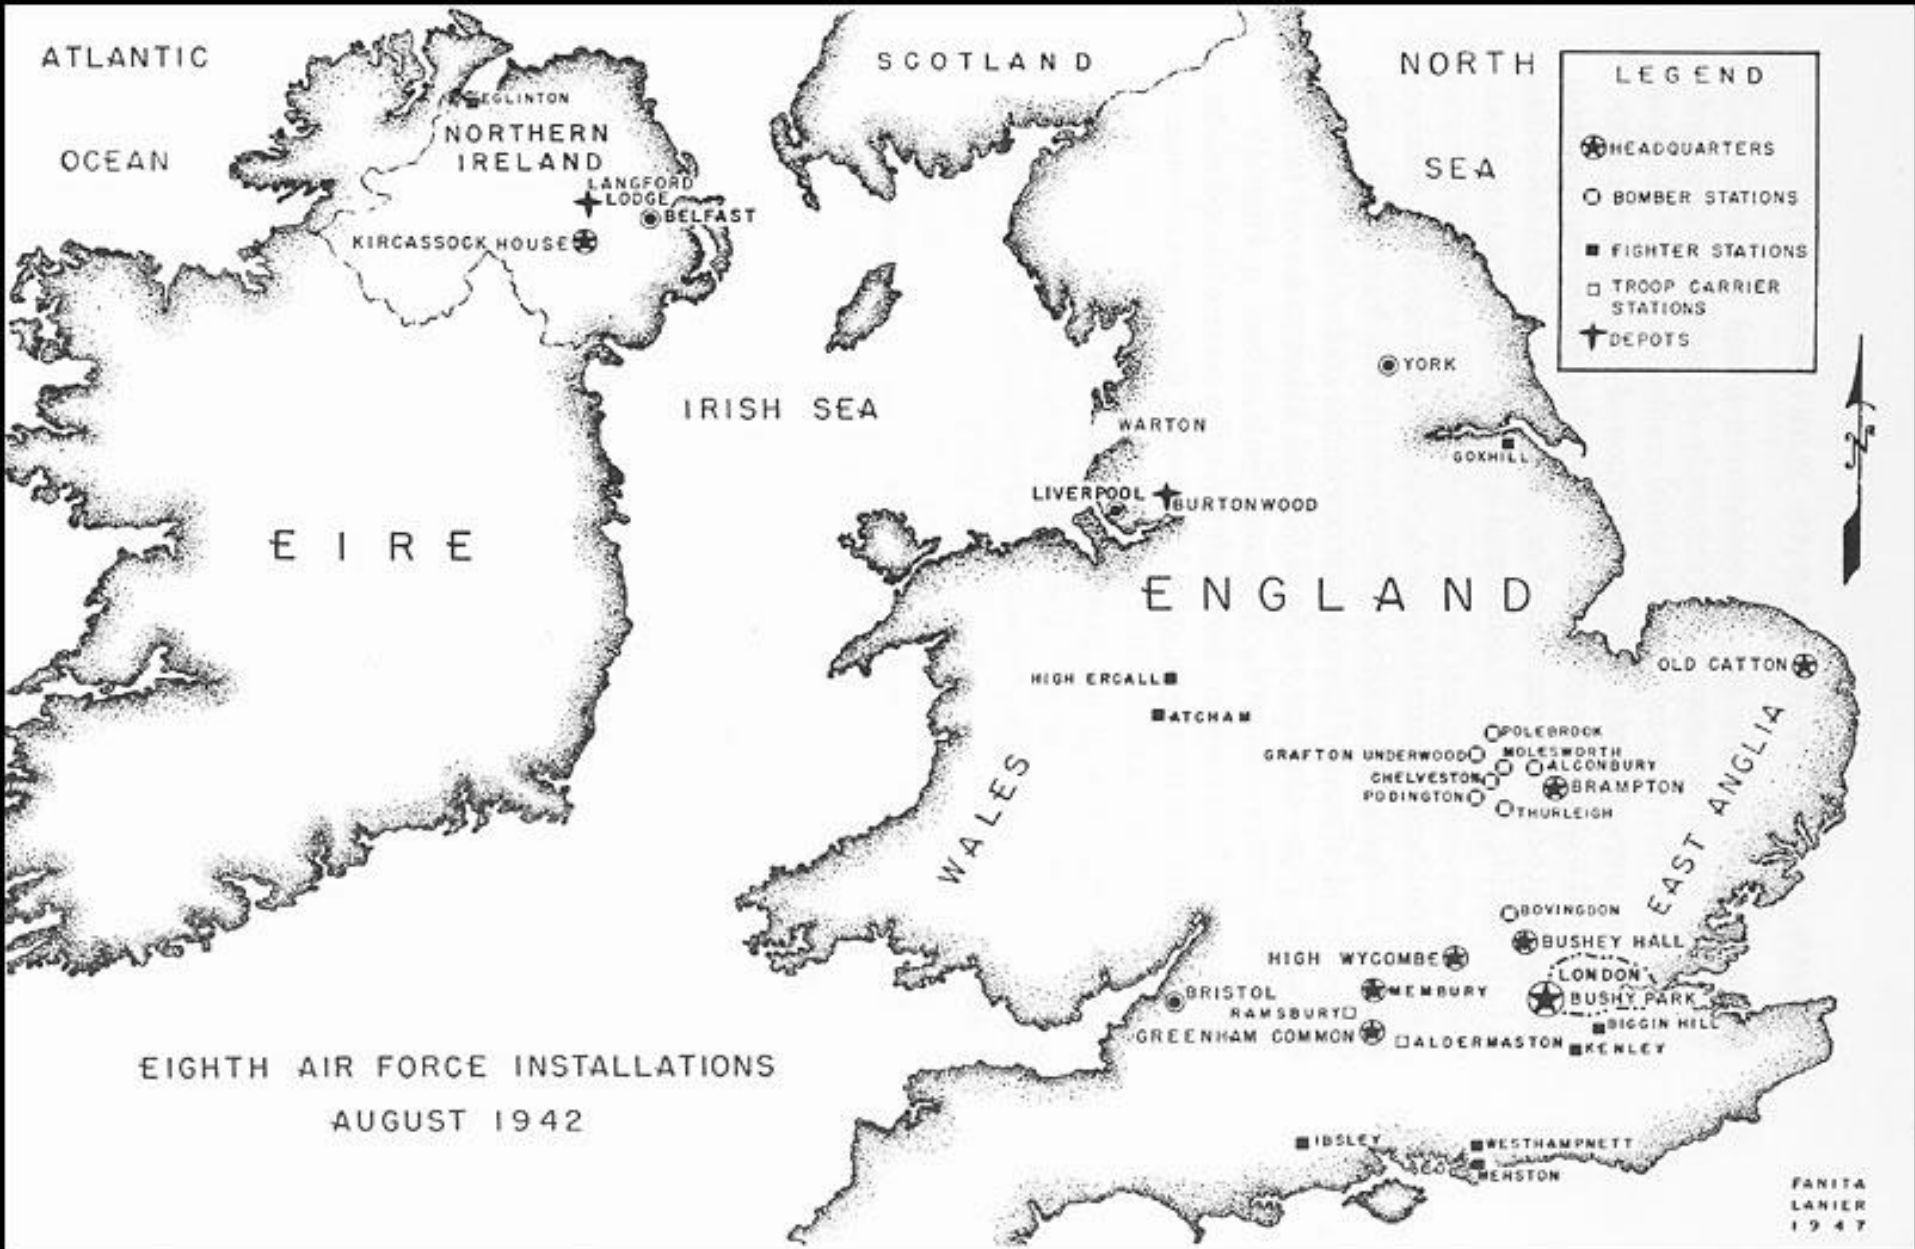 ATLANTIC
OCEAN
SCOTLAND
NORTH
SEA
LEGEND
HEADQUARTERS
BOMBER STATIONS
FIGHTER STATIONS
TROOP CARRIER
STATIONS
DEPOTS
EGLINTON
NORTHERN
IRELAND
LANGFORD
LODGE
BELFAST
KIRCASSOCK HOUSE
IRISH SEA
YORK
WARTON
GOXHILL
LIVERPOOL
BURTONWOOD
N
EIRE
ENGLAND
OLD CATTON
HIGH ERCALL
ATCHAM
POLEBROOK
GRAFTON UNDERWOOD
MOLESWORTH
ALCONBURY
CHELVESTON
BRAMPTON
PODINGTON
THURLEIGH
WALES
EAST ANGLIA
BOVINGDON
BUSHEY HALL
HIGH WYCOMBE
LONDON
MEMBURY
BUSHY PARK
BRISTOL
RAMSBURY
BIGGIN HILL
GREENHAM COMMON
ALDERMASTON
KENLEY
EIGHTH AIR FORCE INSTALLATIONS
AUGUST 1942
IBSLEY
WESTHAMPNETT
MERSTON
FANITA
LANIER
1947